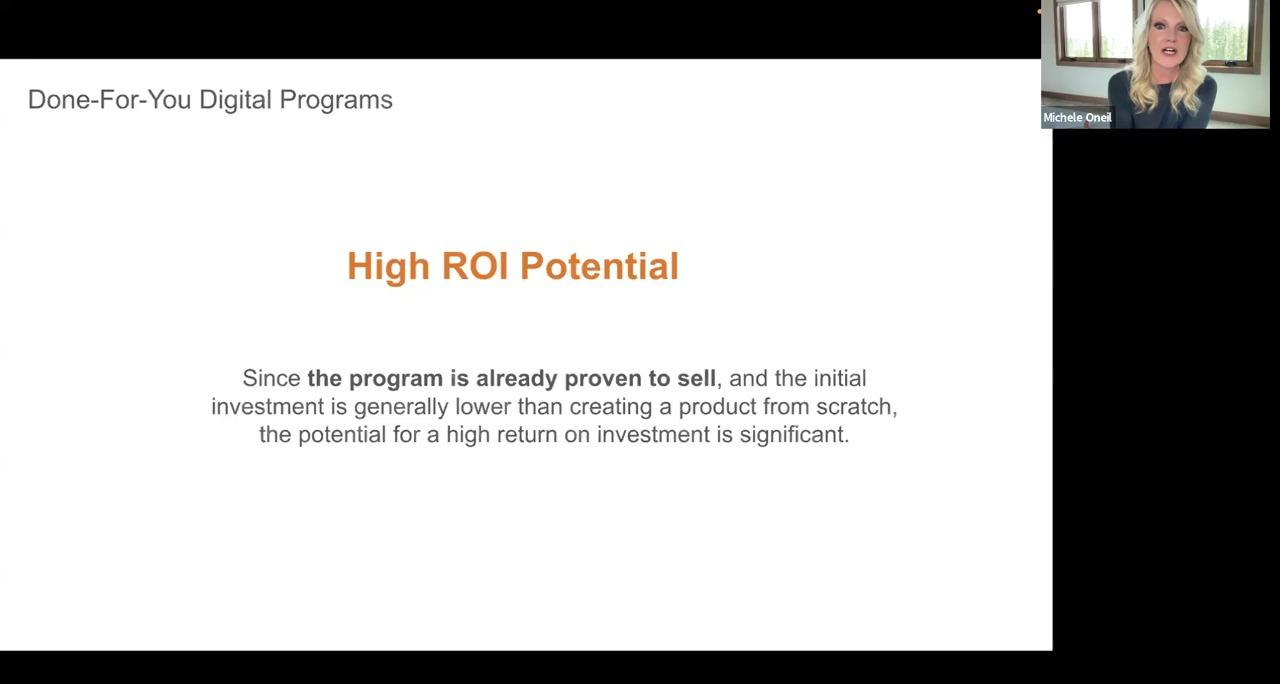 Done-For-You Digital Programs
Michele Oneil
High ROI Potential
Since the program is already proven to sell, and the initial
investment is generally lower than creating a product from scratch,
the potential for a high return on investment is significant.